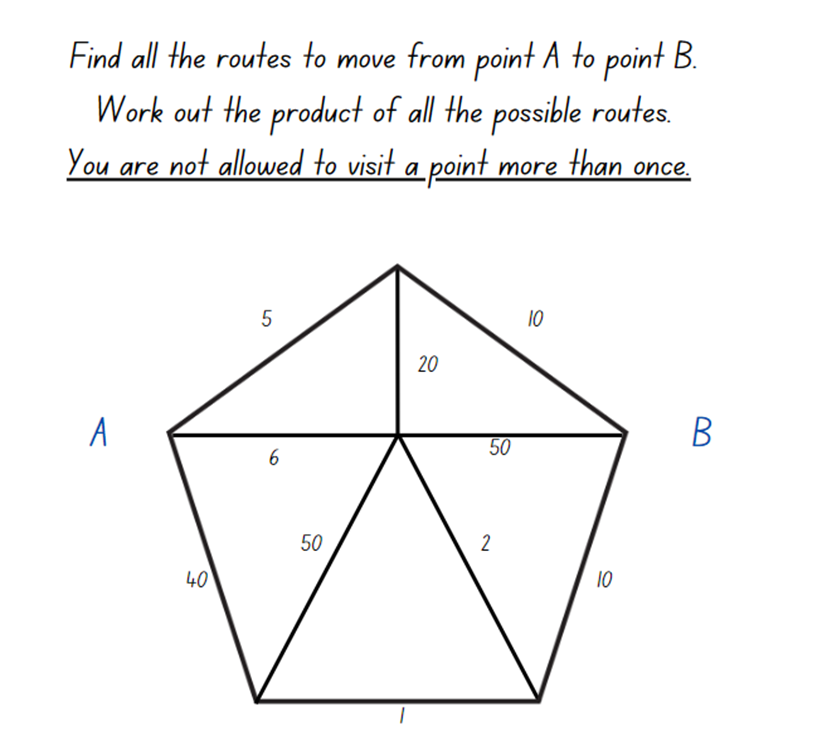 Find all the routes to move from point A to point B.
Work out the product of all the possible routes.
You are not allowed to visit a point more than once.
5
10
20
A
B
6
50
50
2
40
10
1